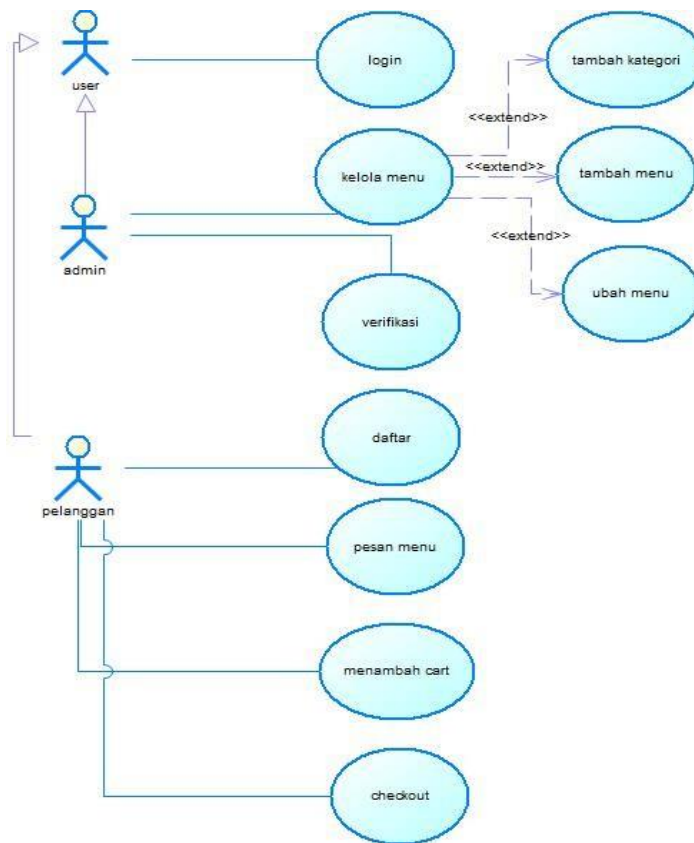 user
login
tambah kategori
<<extend>>
kelola menu
<<extend>>
tambah menu
<<extend>>
admin
ubah menu
verifikasi
daftar
pelanggan
pesan menu
menambah cart
checkout